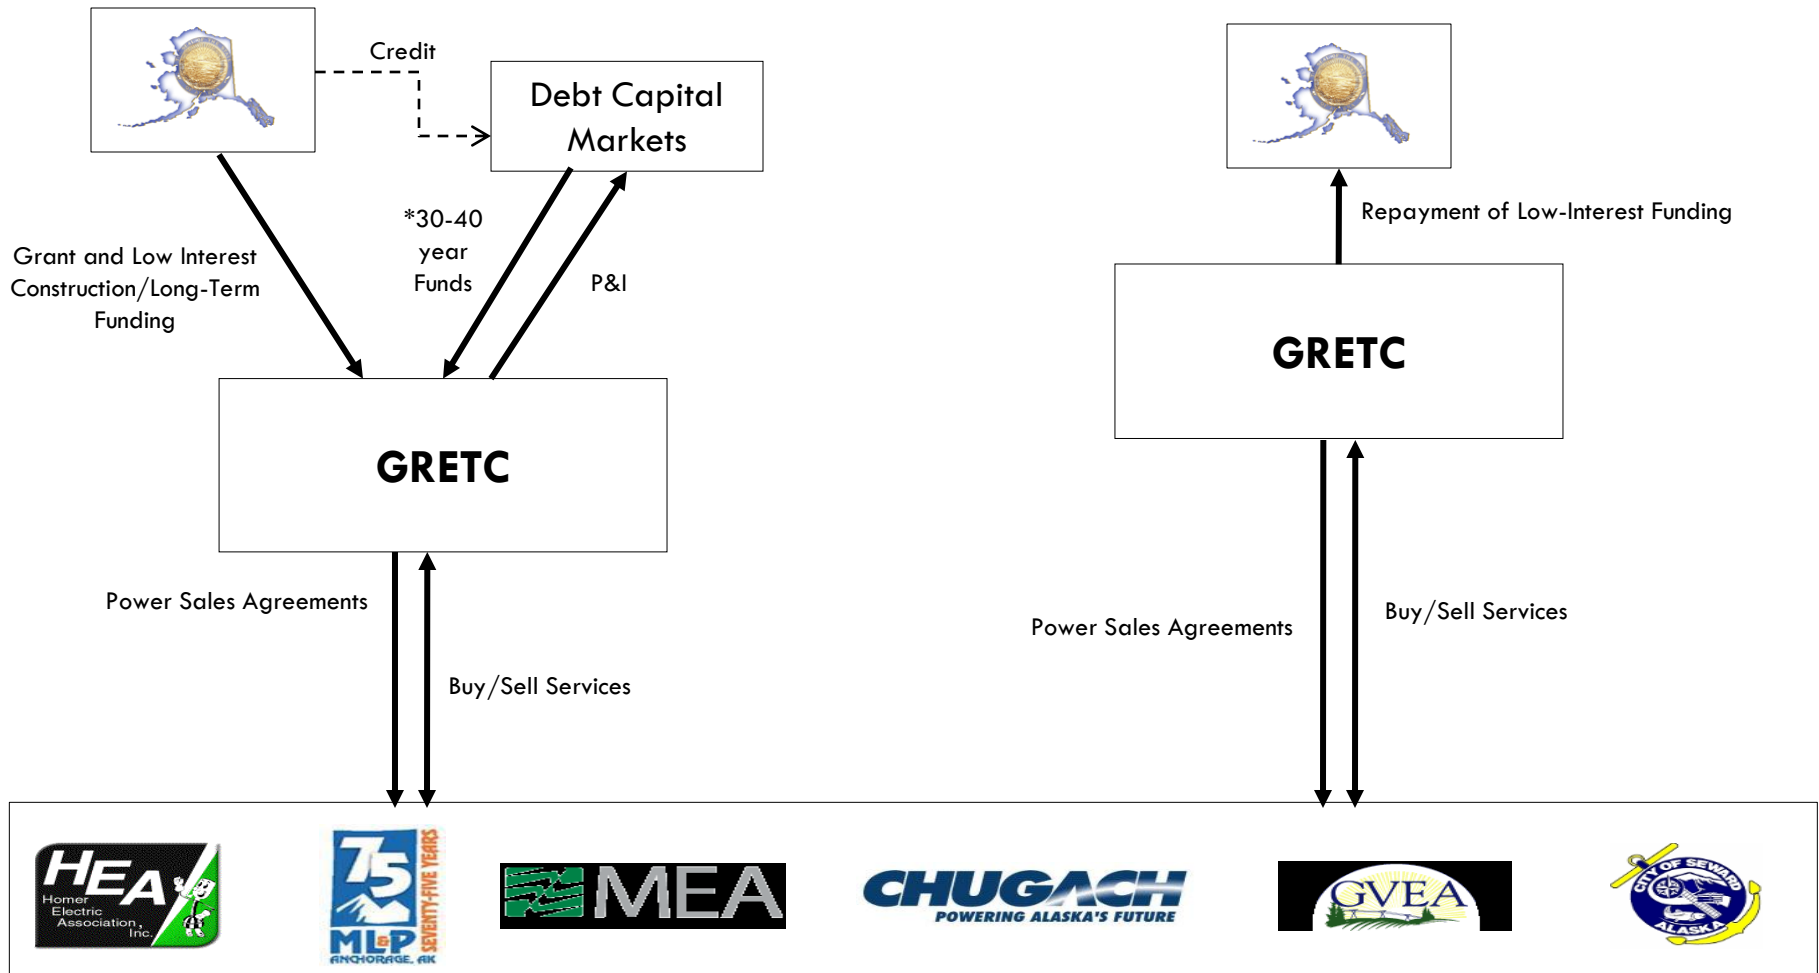 Credit
Debt Capital
Markets
*30-40
year
Funds
P&I
Grant and Low Interest
Construction/Long-Term
Funding
GRETC
Power Sales Agreements
Buy/Sell Services
Repayment of Low-Interest Funding
GRETC
Power Sales Agreements
Buy/Sell Services
HEA
Homer
Electric
Association,
Inc.
75
SEVENTY-FIVE YEARS
ML&P
ANCHORAGE, AK
MEA
CHUGACH
POWERING ALASKA'S FUTURE
GVEA
CITY OF SEWARD
ALASKA